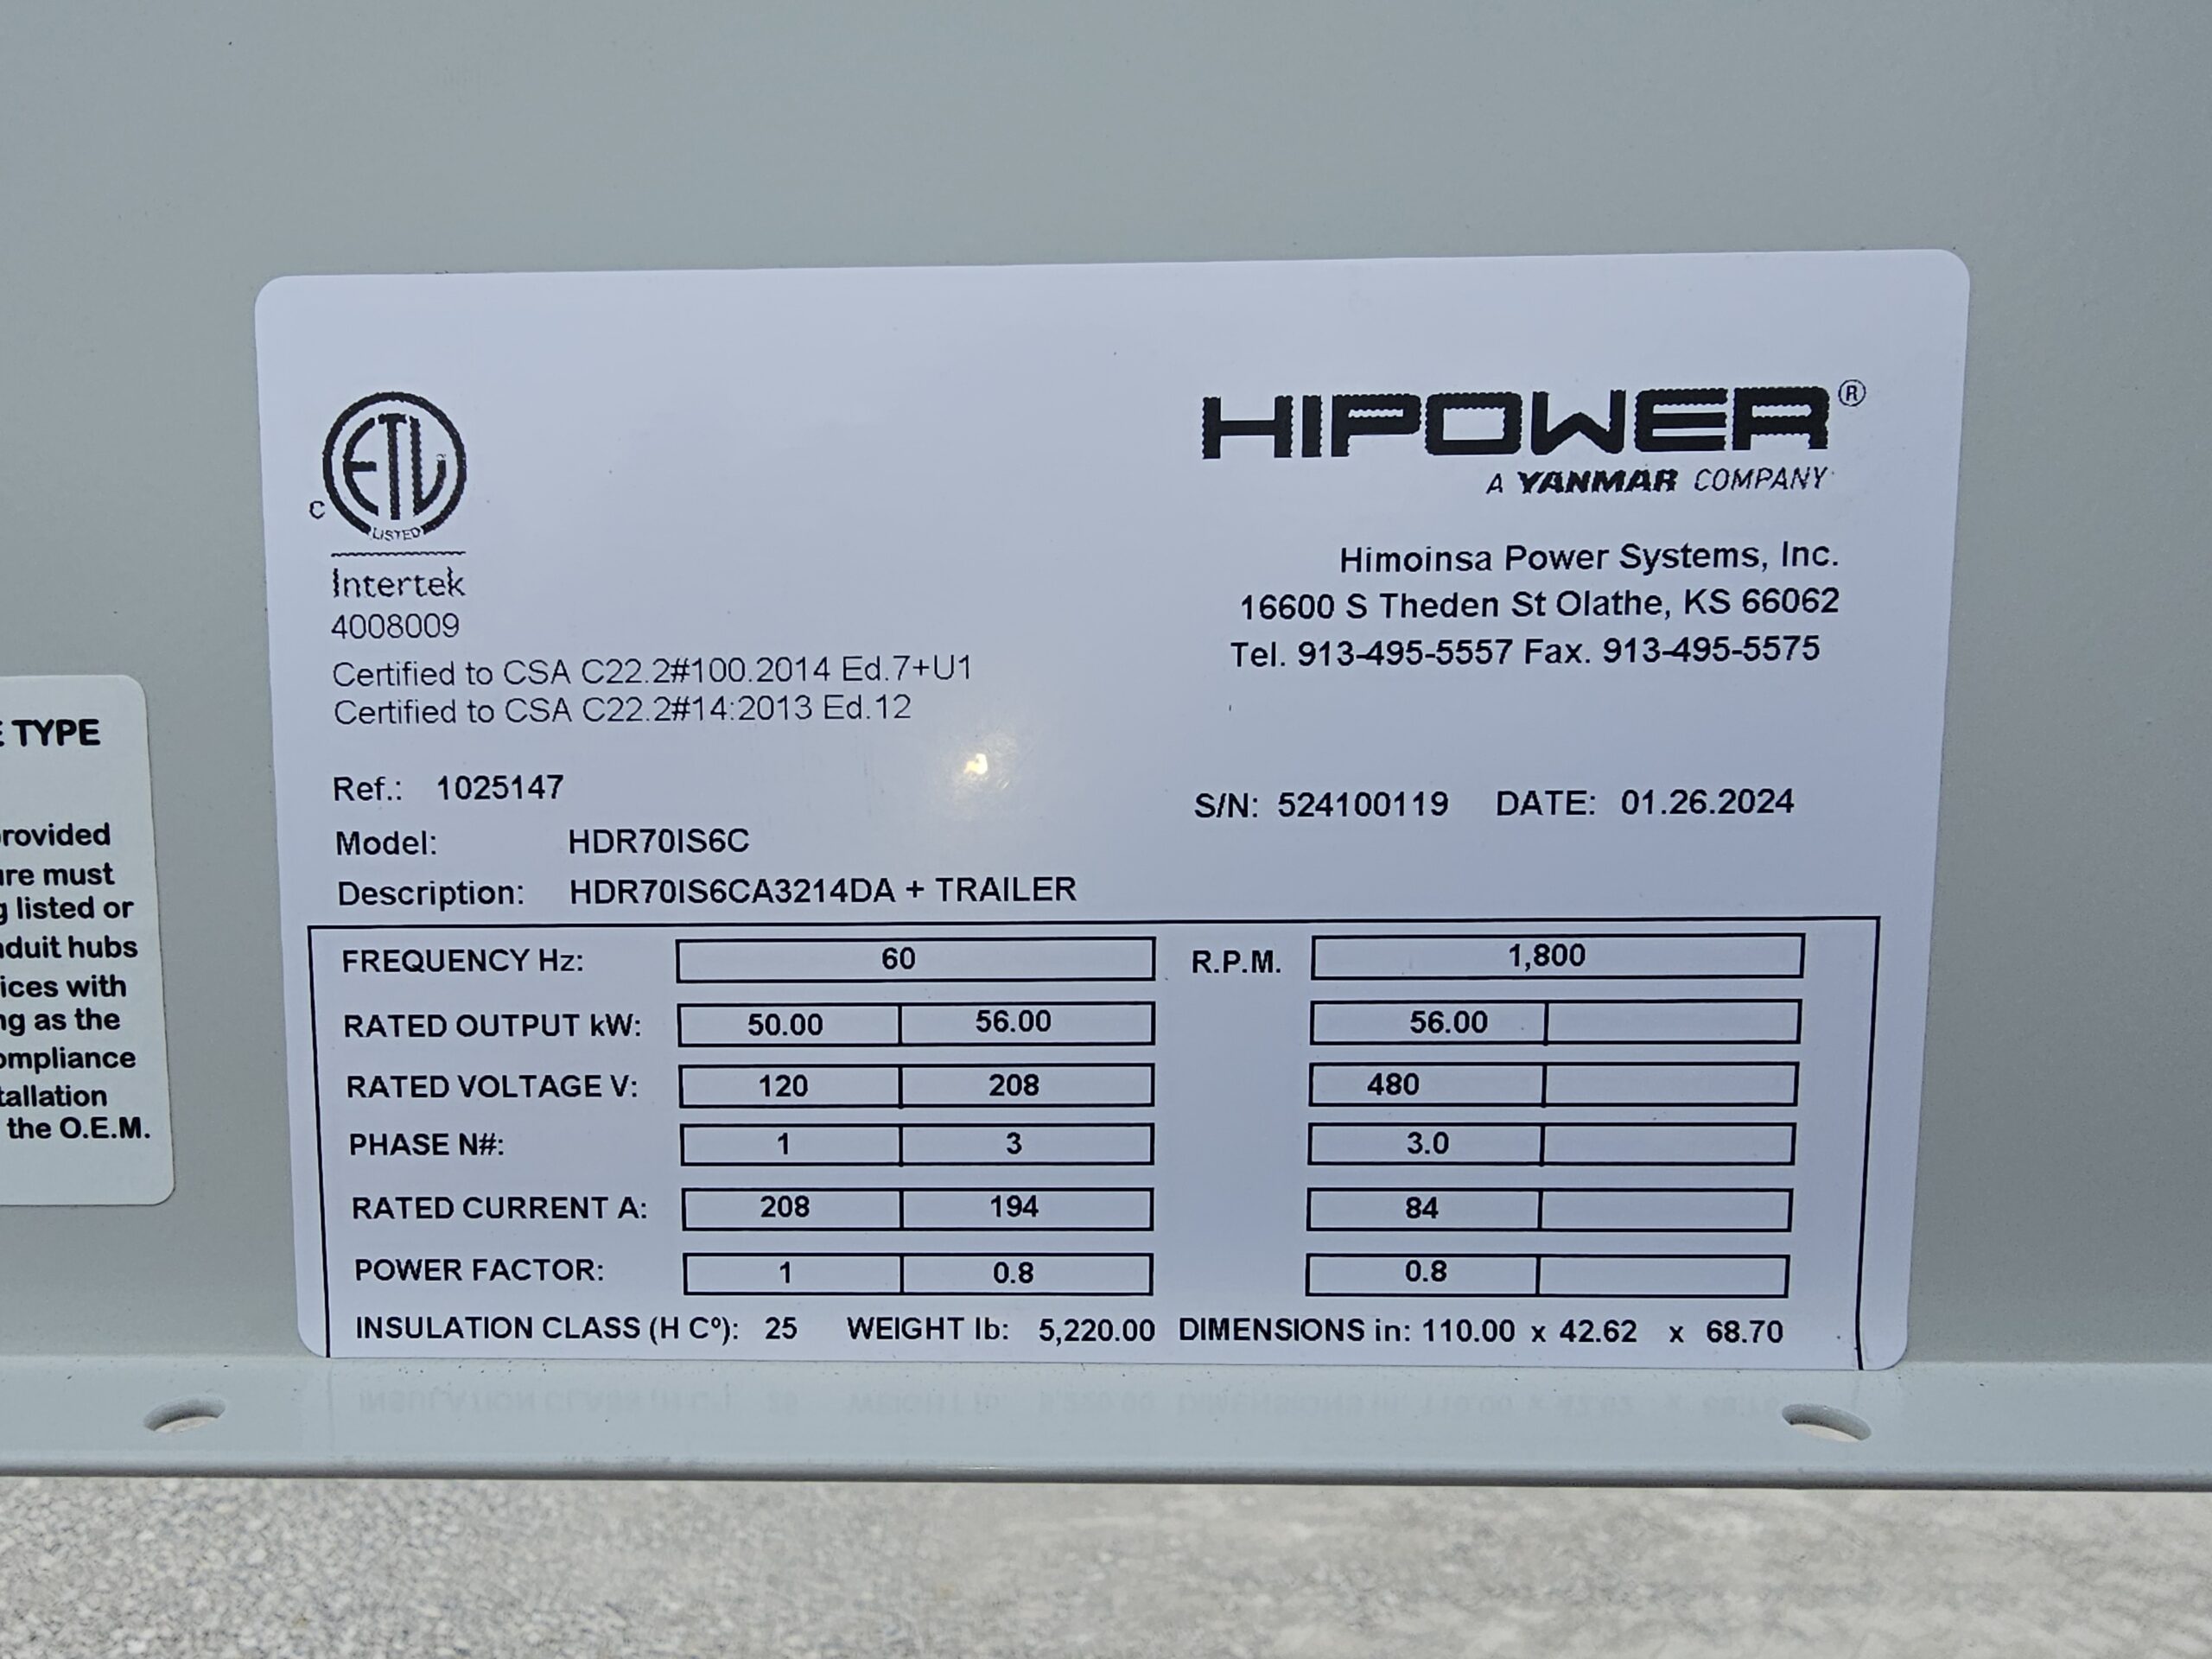 E TYPE
rovided
ure must
g listed or
nduit hubs
ices with
ng as the
ompliance
tallation
the O.E.M.
C ETL
LISTED
Intertek
4008009
Certified to CSA C22.2#100.2014 Ed.7+U1
Certified to CSA C22.2#14:2013 Ed.12
HIPOWER®
A YANMAR COMPANY
Himoinsa Power Systems, Inc.
16600 S Theden St Olathe, KS 66062
Tel. 913-495-5557 Fax. 913-495-5575
Ref.: 1025147
S/N: 524100119 DATE: 01.26.2024
Model: HDR70IS6C
Description: HDR70IS6CA3214DA + TRAILER
FREQUENCY Hz: 60 R.P.M. 1,800
RATED OUTPUT kW: 50.00 56.00 56.00
RATED VOLTAGE V: 120 208 480
PHASE N#: 1 3 3.0
RATED CURRENT A: 208 194 84
POWER FACTOR: 1 0.8 0.8
INSULATION CLASS (H Cº): 25 WEIGHT lb: 5,220.00 DIMENSIONS in: 110.00 x 42.62 x 68.70